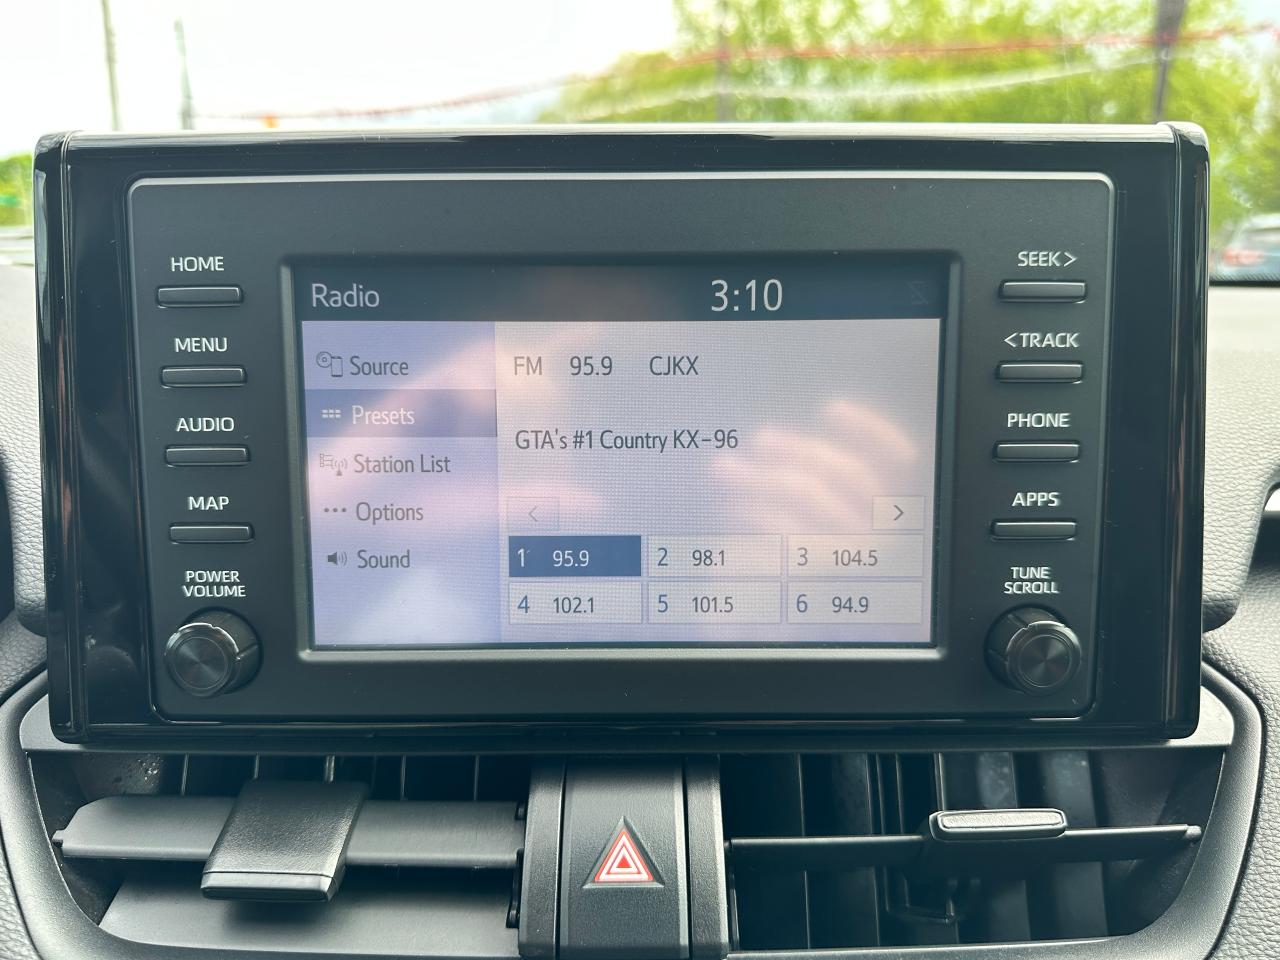 HOME
MENU
AUDIO
MAP
POWER
VOLUME
Radio 3:10
Source
Presets
Station List
Options
Sound
FM 95.9 CJKX
GTA's #1 Country KX-96
< >
1 95.9 2 98.1 3 104.5
4 102.1 5 101.5 6 94.9
SEEK>
<TRACK
PHONE
APPS
TUNE
SCROLL